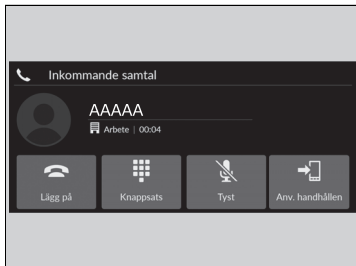 Inkommande samtal
AAAAA
Arbete | 00:04
Lägg på
Knappsats
Tyst
Anv. handhållen